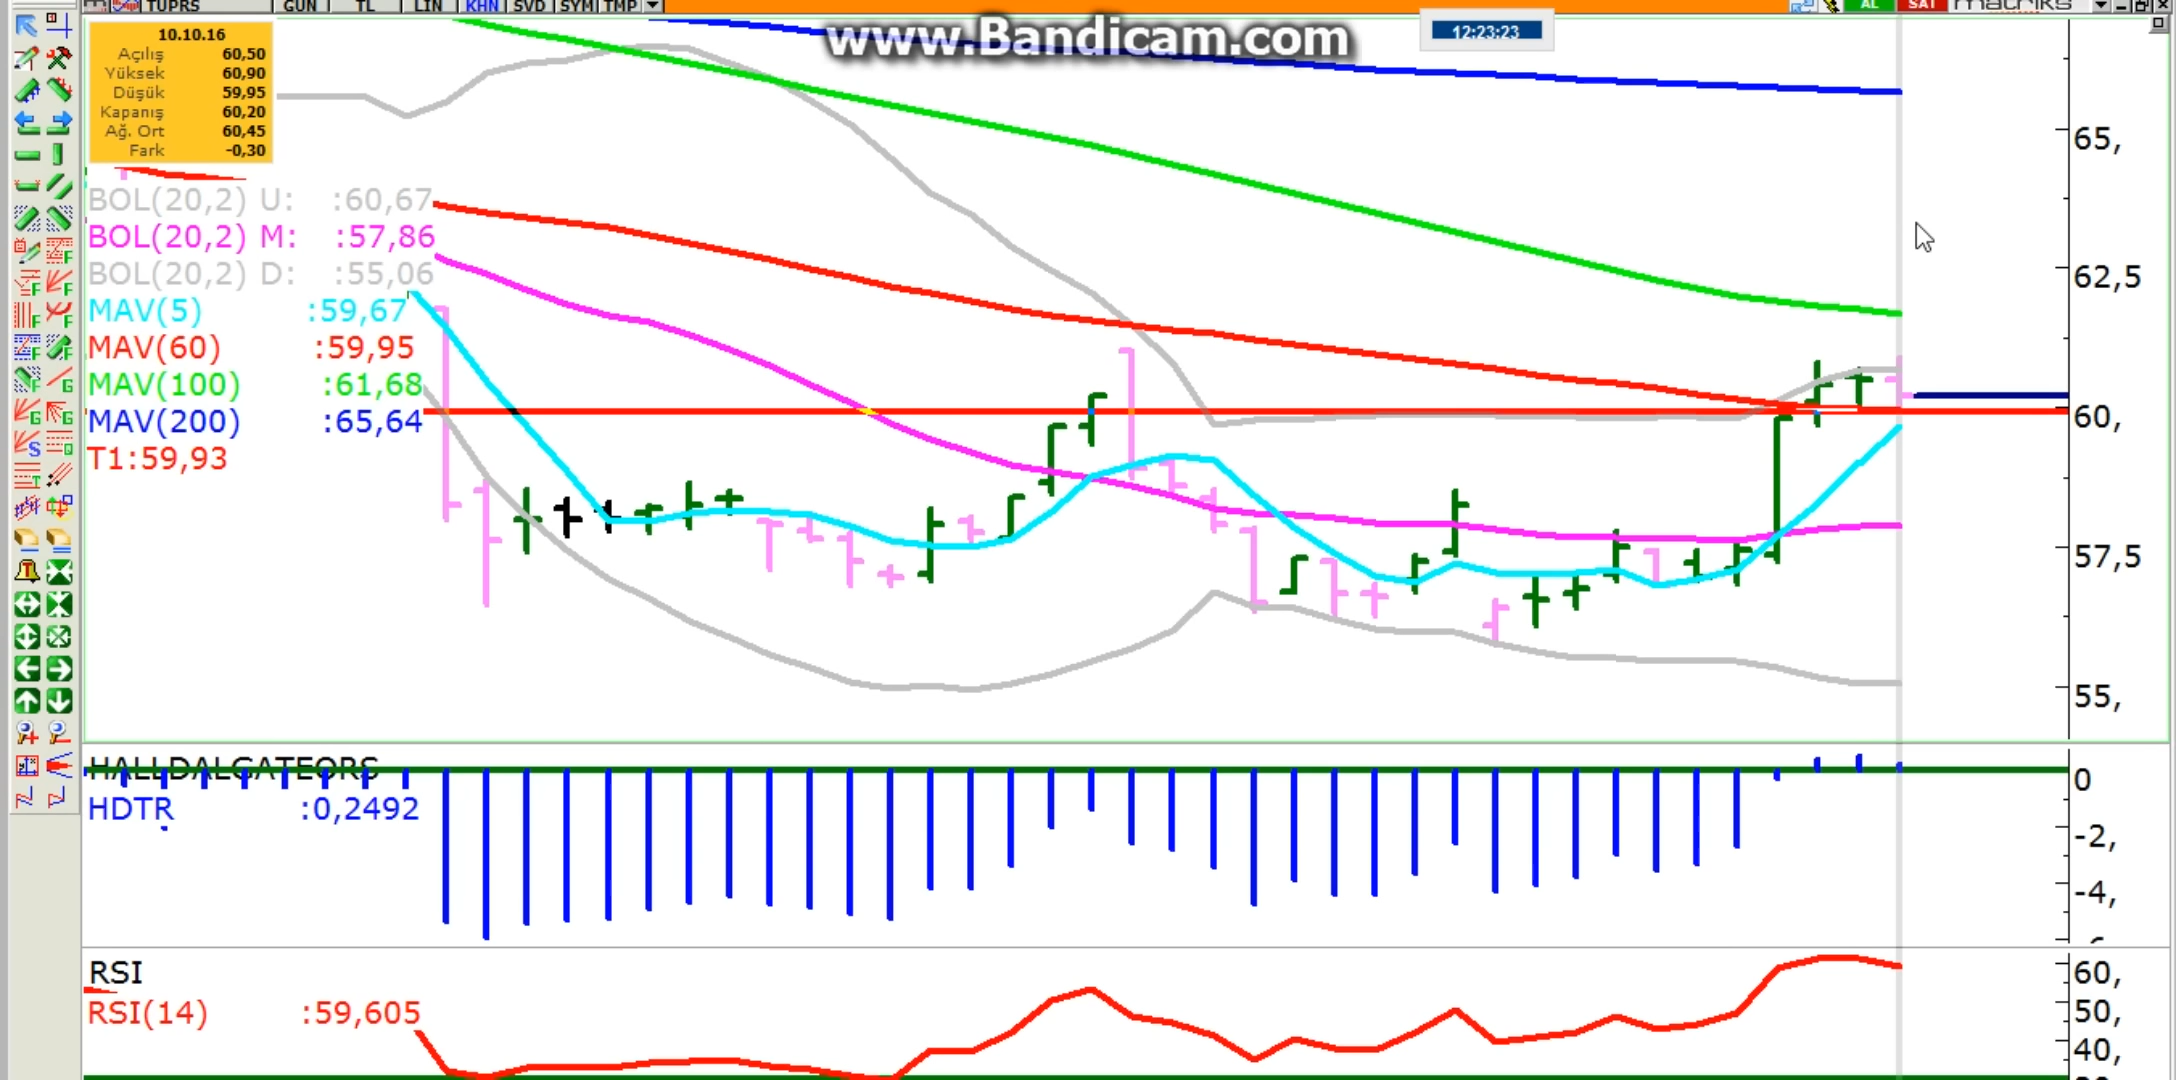 TUPRS GUN TL LIN KHN SVD SYM TMP AL SAT matriks
www.Bandicam.com
12:23:23
10.10.16
Açılış 60,50
Yüksek 60,90
Düşük 59,95
Kapanış 60,20
Ağ. Ort 60,45
Fark -0,30
BOL(20,2) U: :60,67
BOL(20,2) M: :57,86
BOL(20,2) D: :55,06
MAV(5) :59,67
MAV(60) :59,95
MAV(100) :61,68
MAV(200) :65,64
T1:59,93
65,
62,5
60,
57,5
55,
HALLDALGATEORS
HDTR :0,2492
0
-2,
-4,
RSI
RSI(14) :59,605
60,
50,
40,